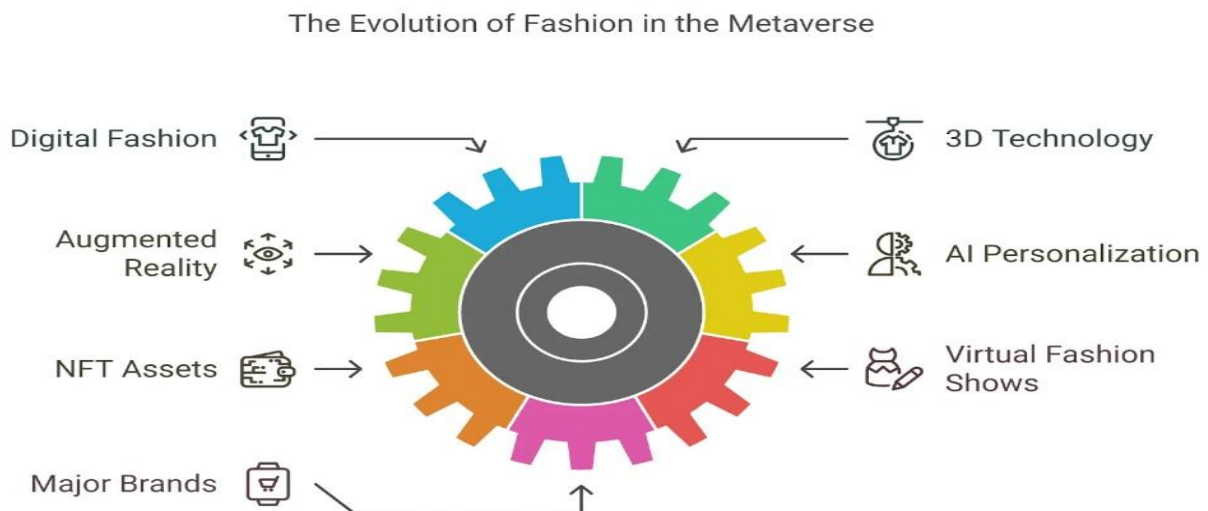 The Evolution of Fashion in the Metaverse
Digital Fashion
3D Technology
Augmented
Reality
AI Personalization
NFT Assets
Virtual Fashion
Shows
Major Brands